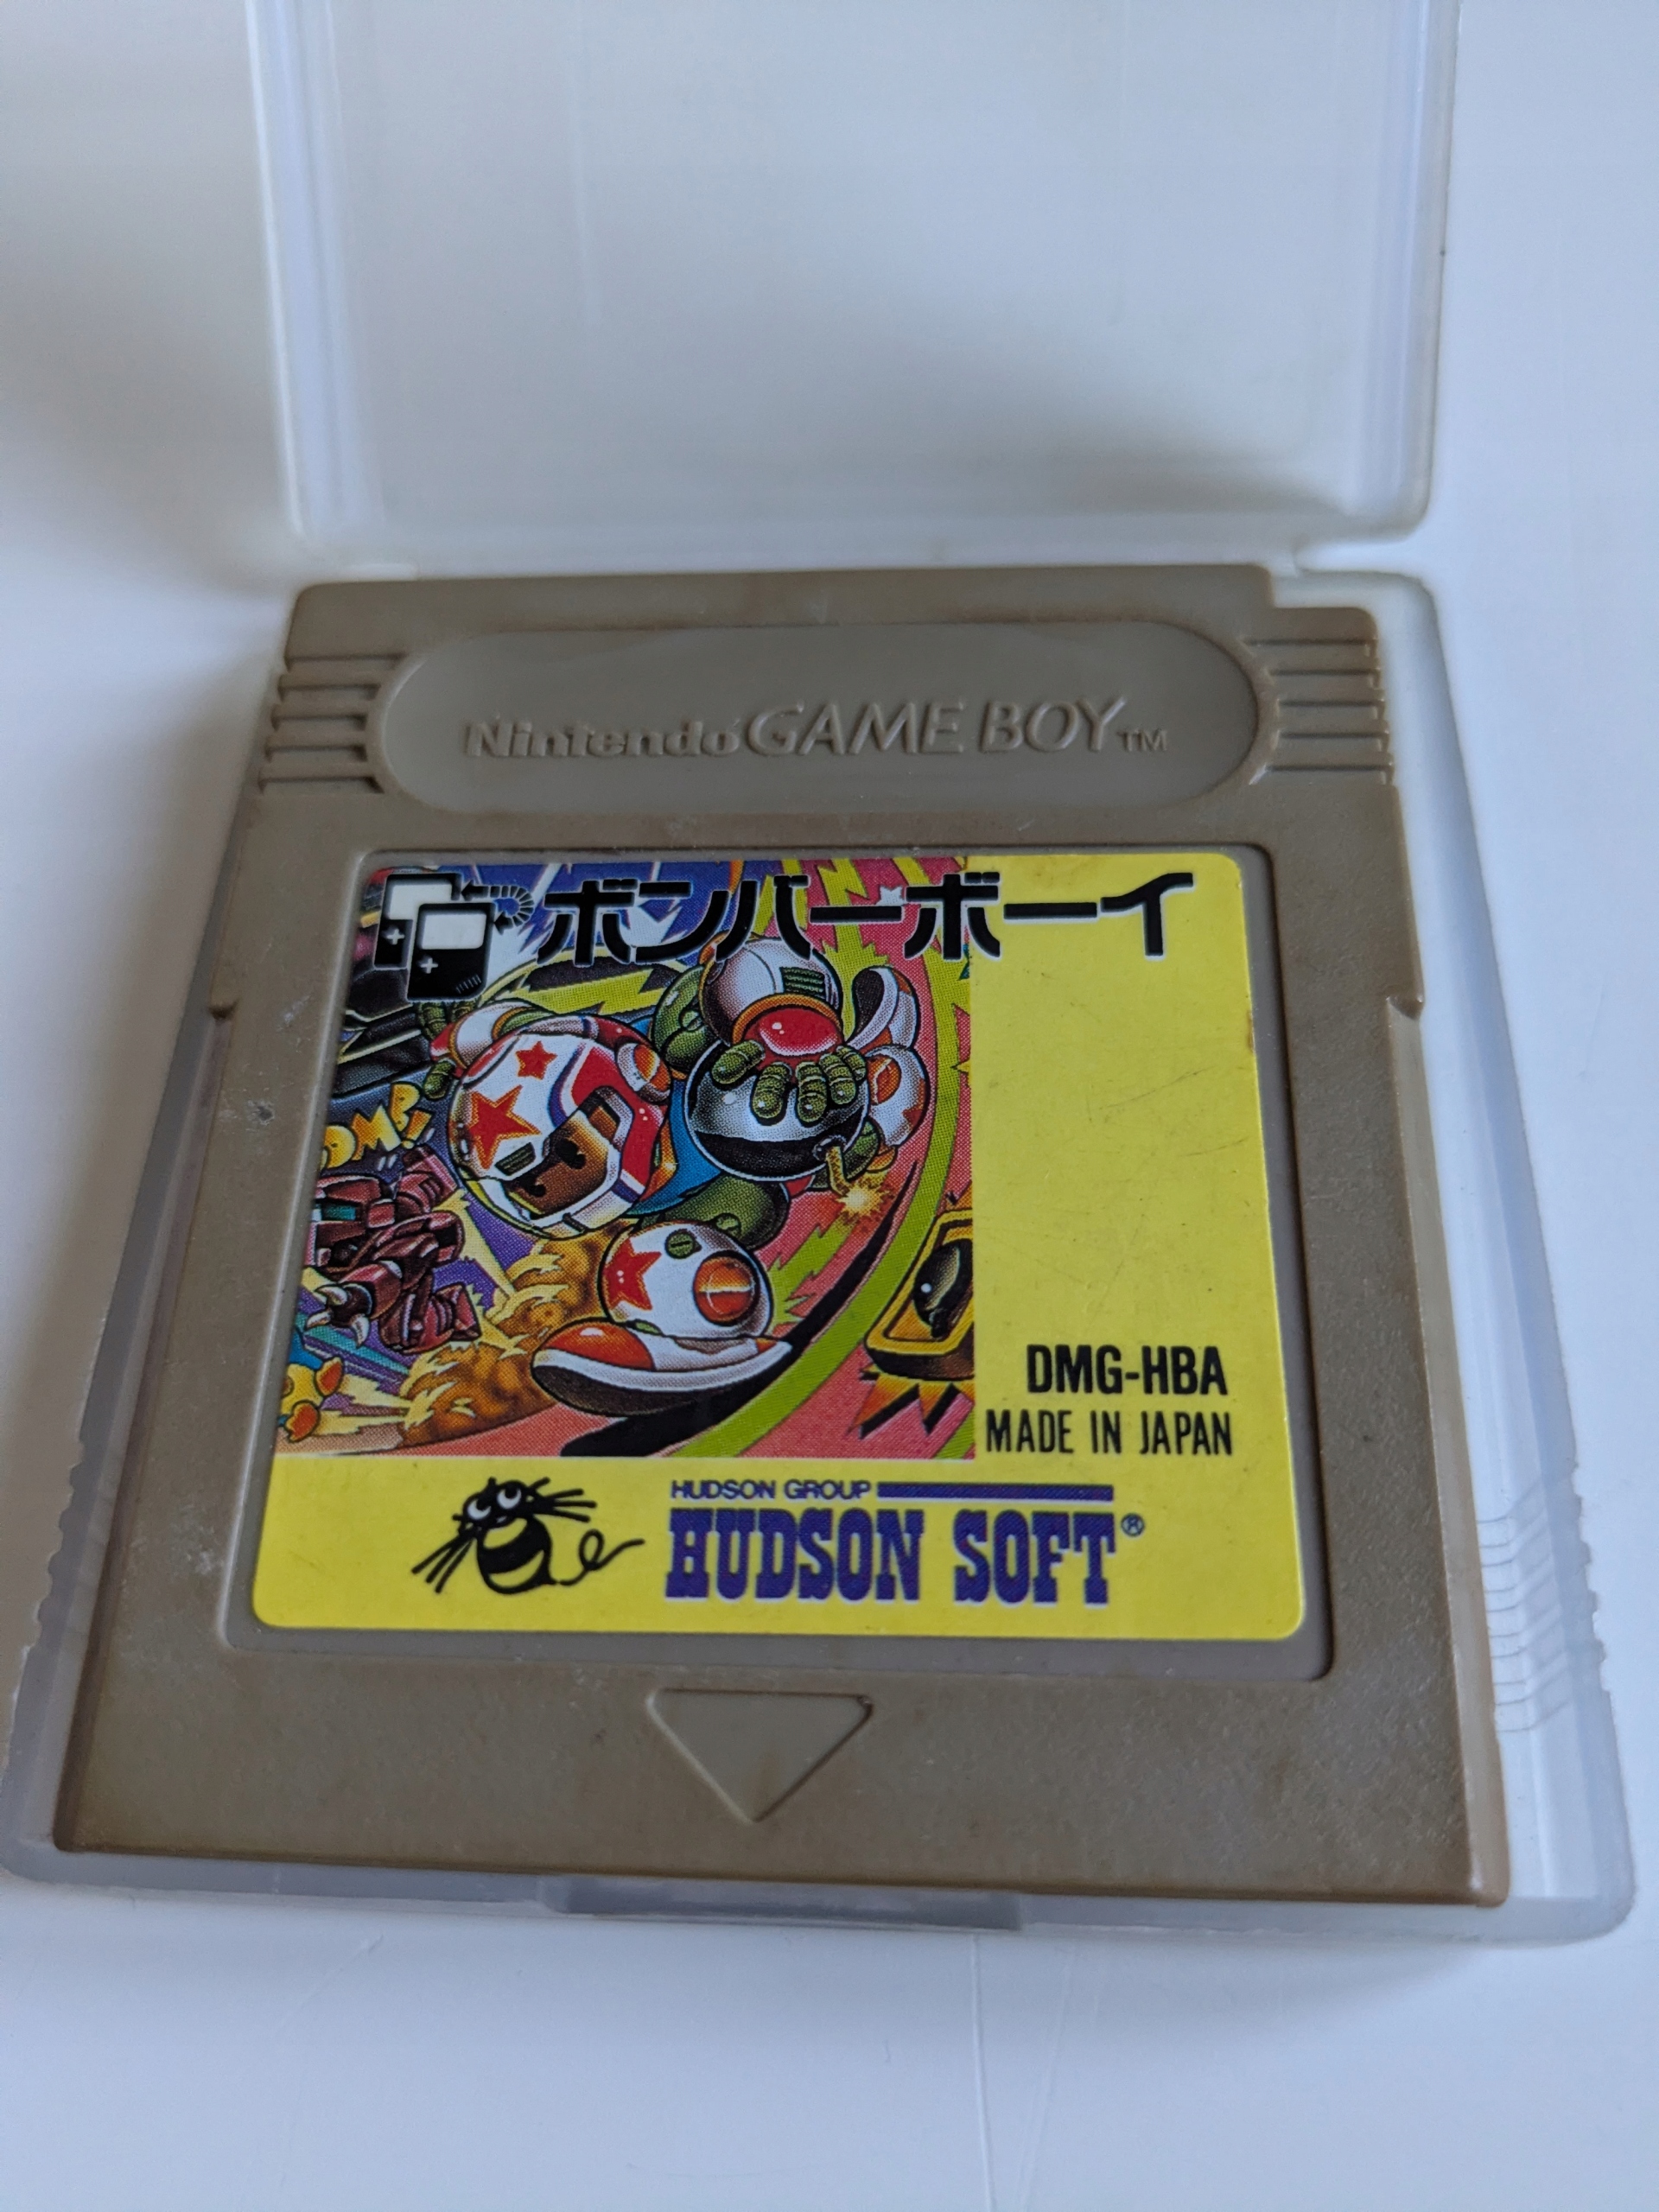 Nintendo GAME BOY TM
ボンバーボーイ
OMB!
DMG-HBA
MADE IN JAPAN
HUDSON GROUP
HUDSON SOFT®